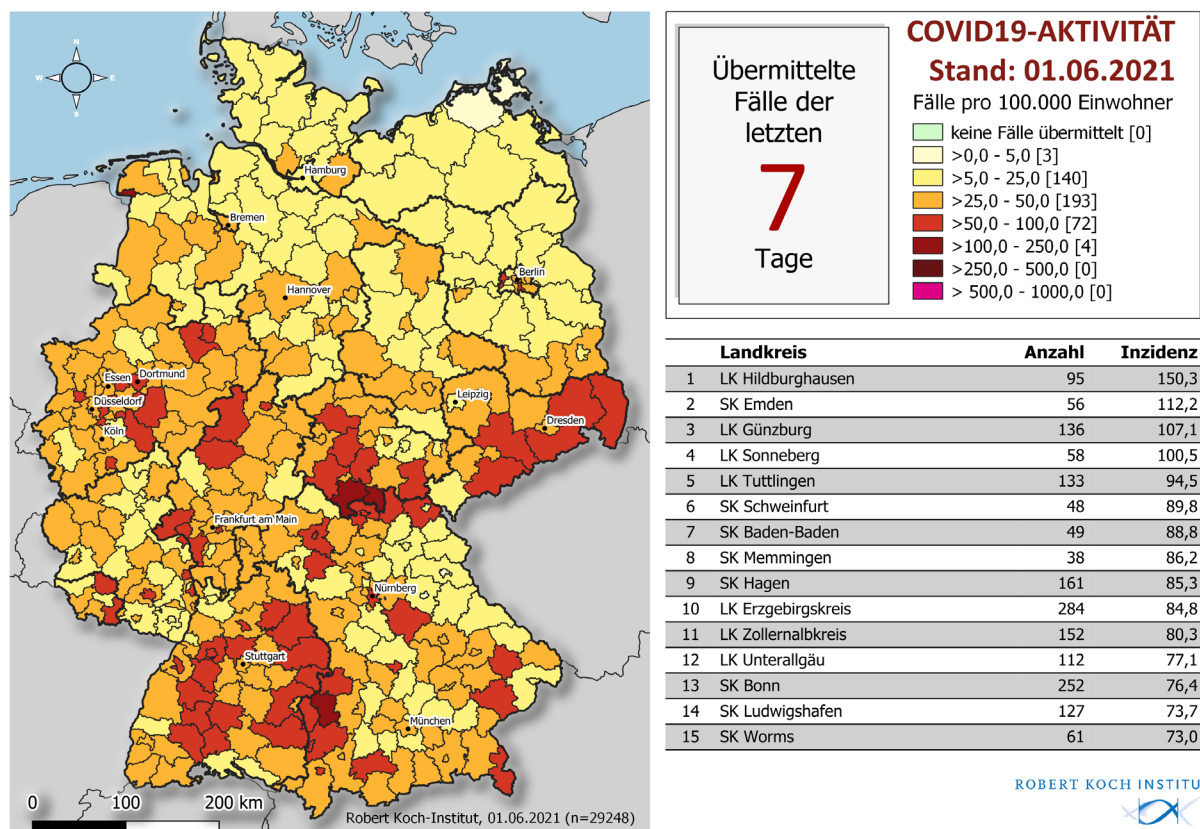 N
W
E
S
Hamburg
Bremen
Berlin
Hannover
Essen
Dortmund
Düsseldorf
Leipzig
Köln
Dresden
Frankfurt am Main
Nürnberg
Stuttgart
München
0 100 200 km
Robert Koch-Institut, 01.06.2021 (n=29248)
Übermittelte
Fälle der
letzten
7
Tage
COVID19-AKTIVITÄT
Stand: 01.06.2021
Fälle pro 100.000 Einwohner
keine Fälle übermittelt [0]
>0,0 - 5,0 [3]
>5,0 - 25,0 [140]
>25,0 - 50,0 [193]
>50,0 - 100,0 [72]
>100,0 - 250,0 [4]
>250,0 - 500,0 [0]
> 500,0 - 1000,0 [0]
Landkreis Anzahl Inzidenz
1 LK Hildburghausen 95 150,3
2 SK Emden 56 112,2
3 LK Günzburg 136 107,1
4 LK Sonneberg 58 100,5
5 LK Tuttlingen 133 94,5
6 SK Schweinfurt 48 89,8
7 SK Baden-Baden 49 88,8
8 SK Memmingen 38 86,2
9 SK Hagen 161 85,3
10 LK Erzgebirgskreis 284 84,8
11 LK Zollernalbkreis 152 80,3
12 LK Unterallgäu 112 77,1
13 SK Bonn 252 76,4
14 SK Ludwigshafen 127 73,7
15 SK Worms 61 73,0
ROBERT KOCH INSTITU